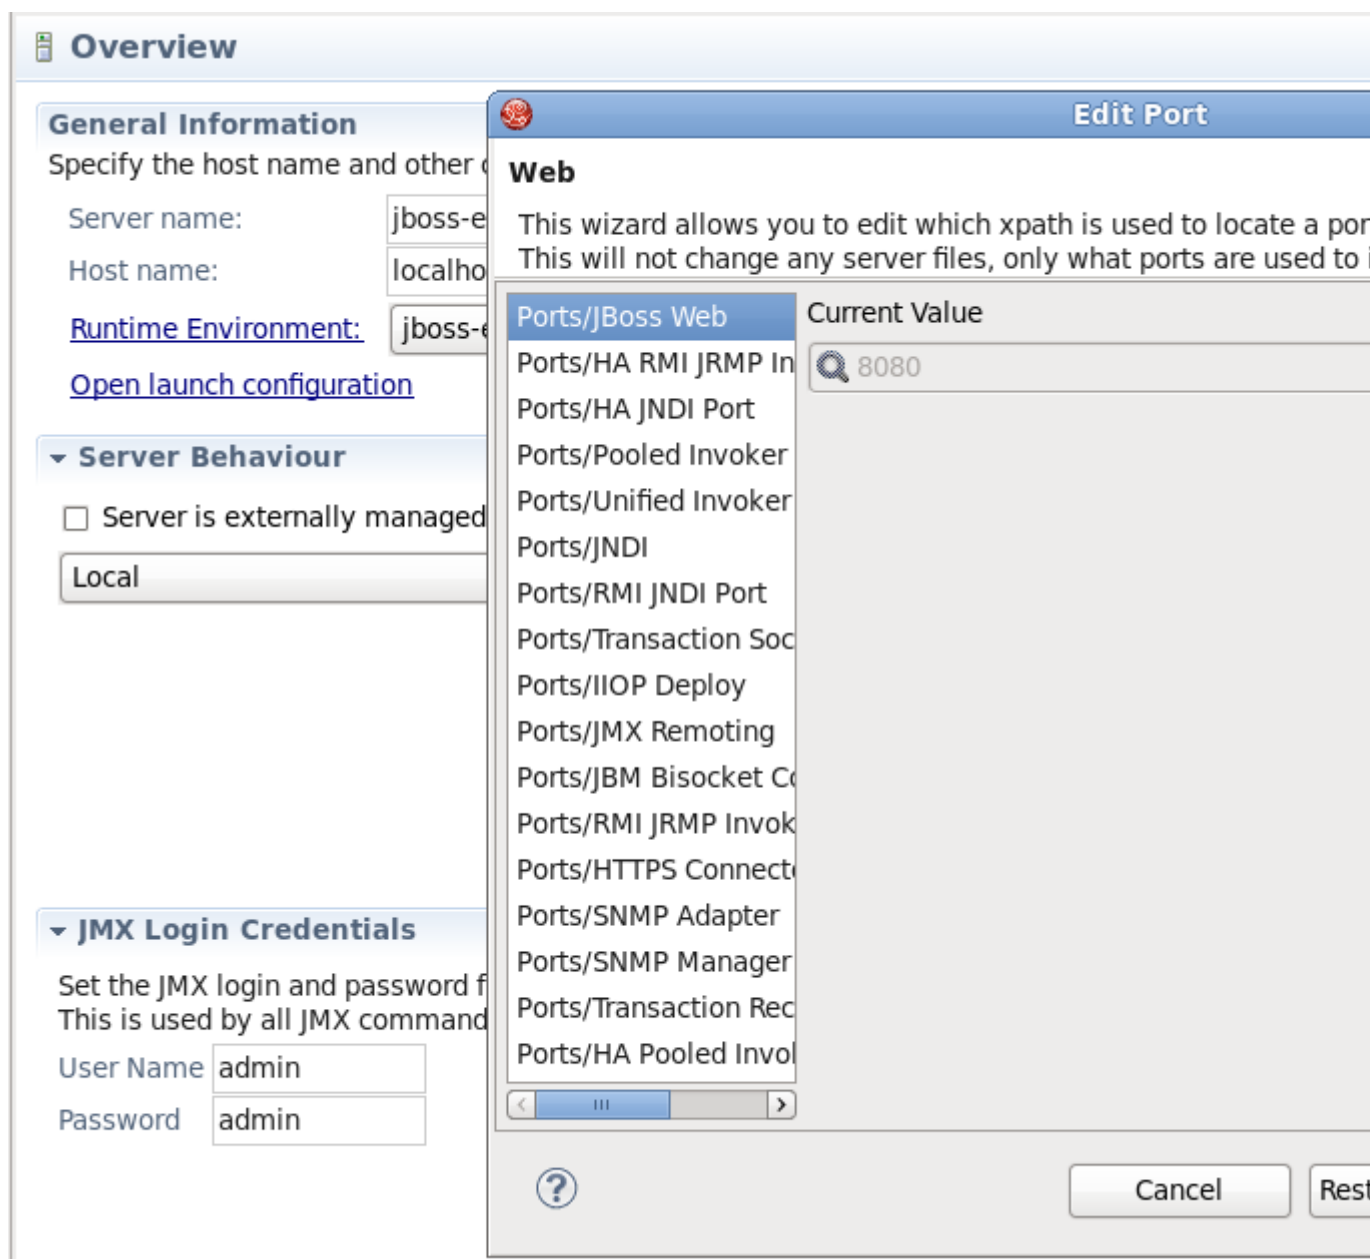 Overview
General Information
Specify the host name and other
Server name:
jboss-e
Host name:
localho
Runtime Environment:
jboss-e
Open launch configuration
Server Behaviour
Server is externally managed
Local
JMX Login Credentials
Set the JMX login and password f
This is used by all JMX command
User Name admin
Password admin
Edit Port
Web
This wizard allows you to edit which xpath is used to locate a por
This will not change any server files, only what ports are used to
Ports/JBoss Web
Ports/HA RMI JRMP In
Ports/HA JNDI Port
Ports/Pooled Invoker
Ports/Unified Invoker
Ports/JNDI
Ports/RMI JNDI Port
Ports/Transaction Soc
Ports/IIOP Deploy
Ports/JMX Remoting
Ports/JBM Bisocket Co
Ports/RMI JRMP Invok
Ports/HTTPS Connecto
Ports/SNMP Adapter
Ports/SNMP Manager
Ports/Transaction Rec
Ports/HA Pooled Invol
Current Value
8080
Cancel
Rest